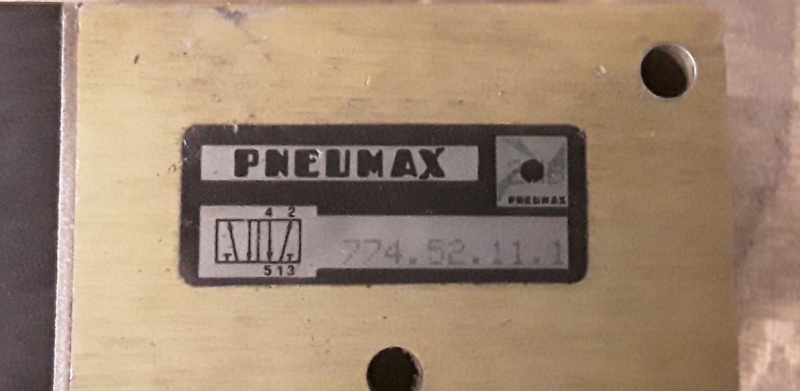 PNEUMAX
PNEUMAX
4 2
774.52.11.1
5 1 3